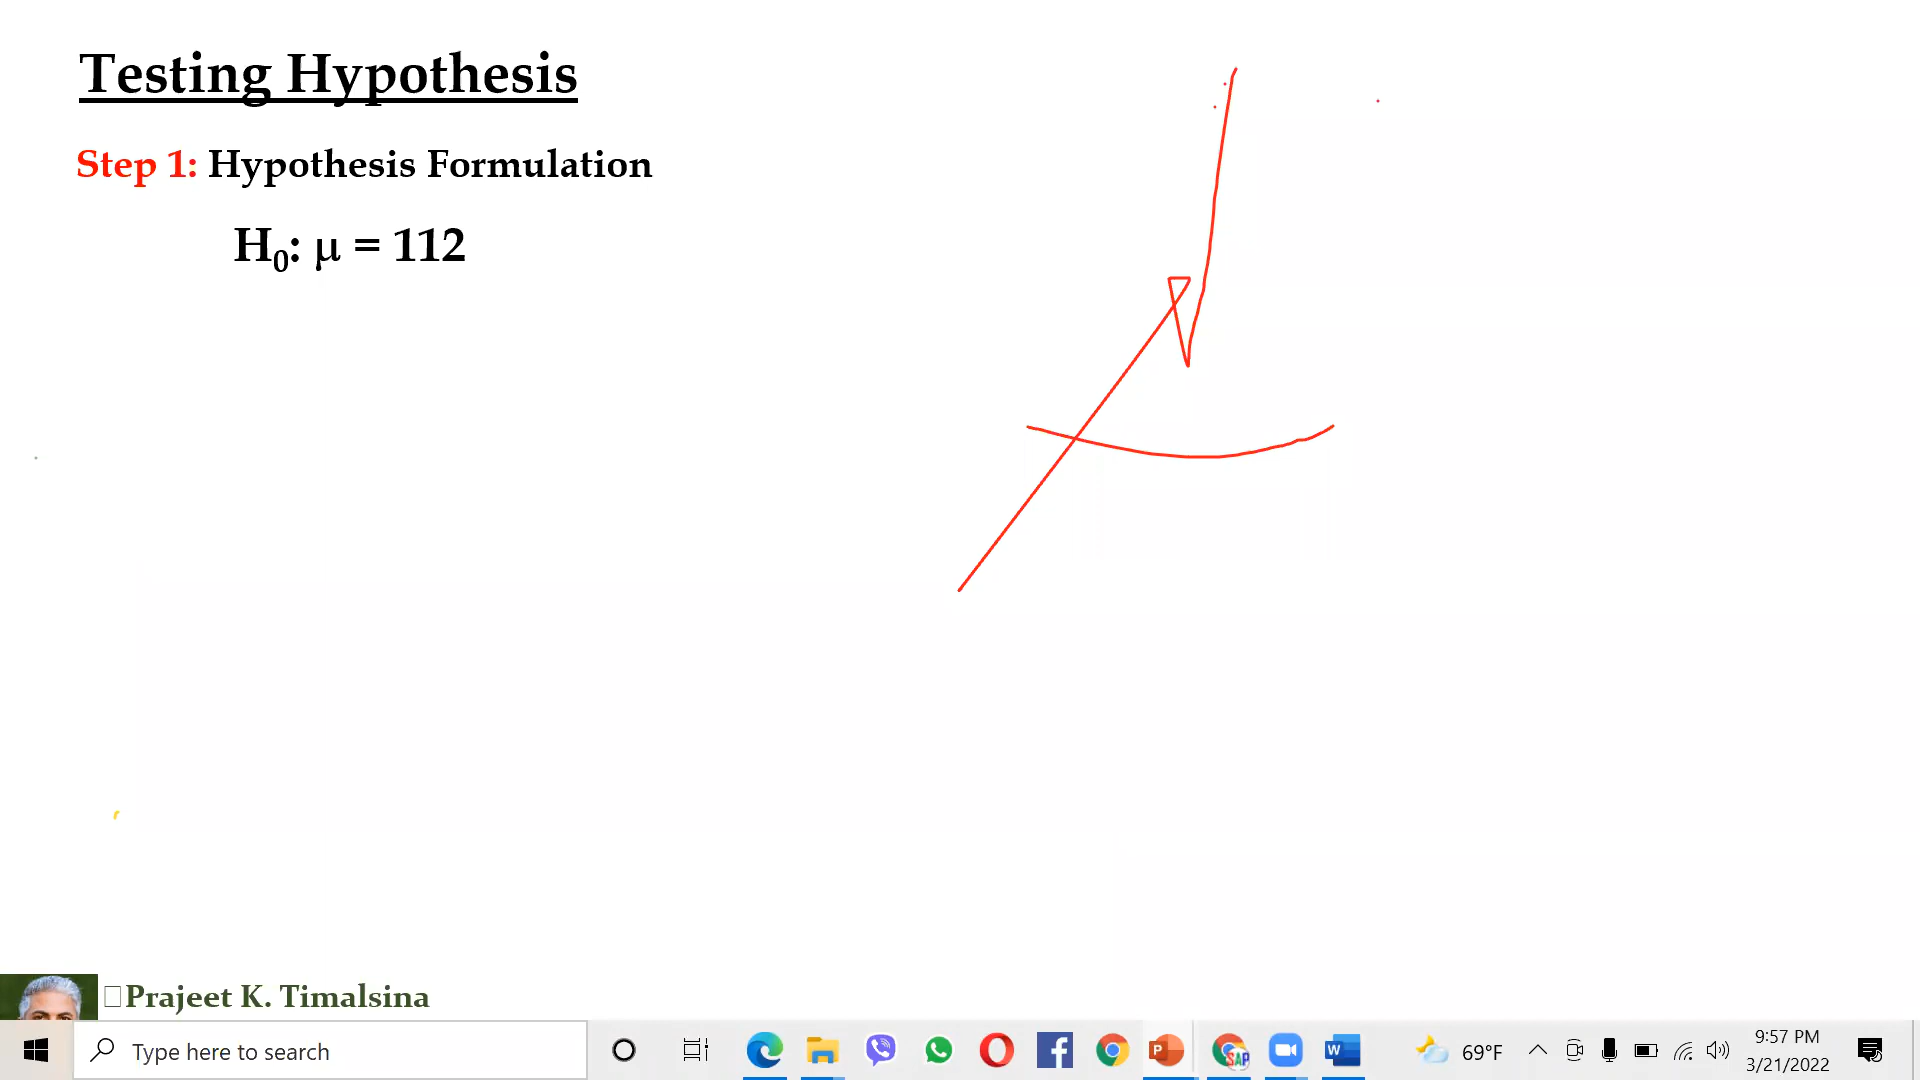 Testing Hypothesis
Step 1: Hypothesis Formulation
H₀: μ = 112
Prajeet K. Timalsina
Type here to search
SAP
69°F
9:57 PM
3/21/2022